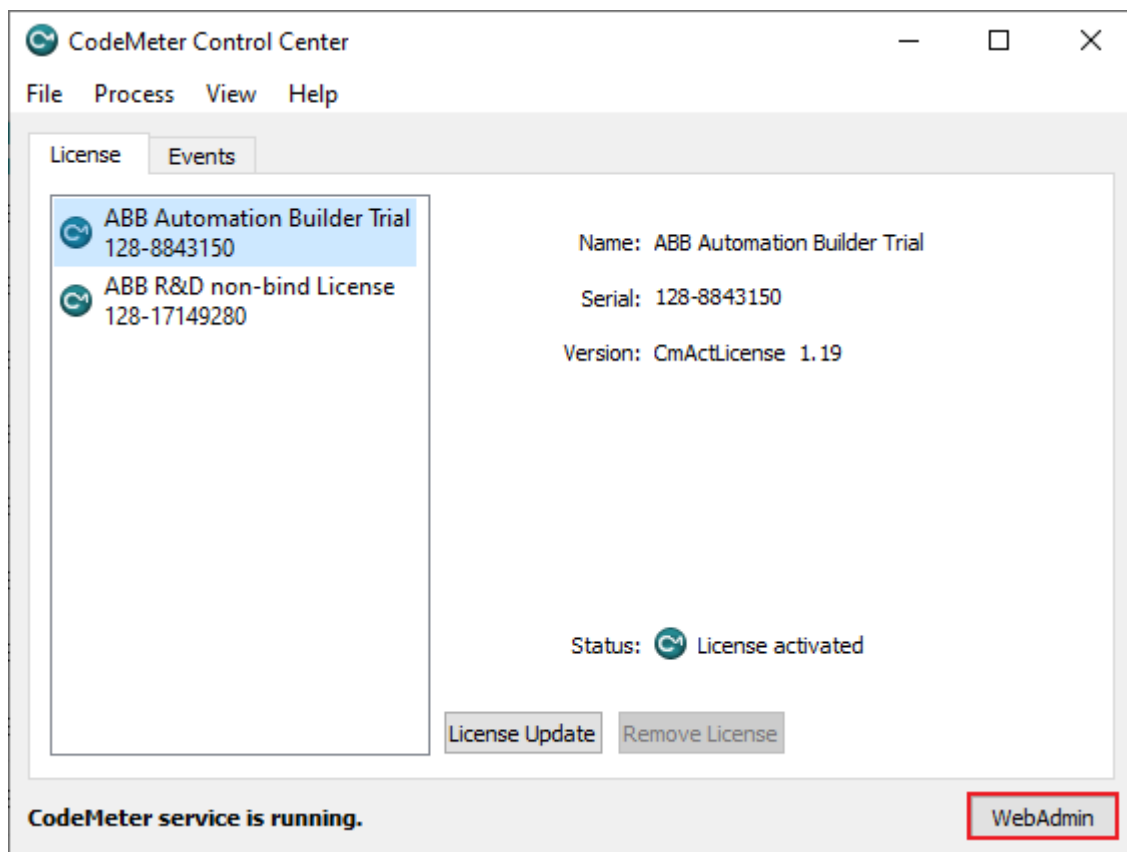 CodeMeter Control Center
File Process View Help
License Events
ABB Automation Builder Trial
128-8843150
ABB R&D non-bind License
128-17149280
Name: ABB Automation Builder Trial
Serial: 128-8843150
Version: CmActLicense 1.19
Status: License activated
License Update Remove License
CodeMeter service is running.
WebAdmin